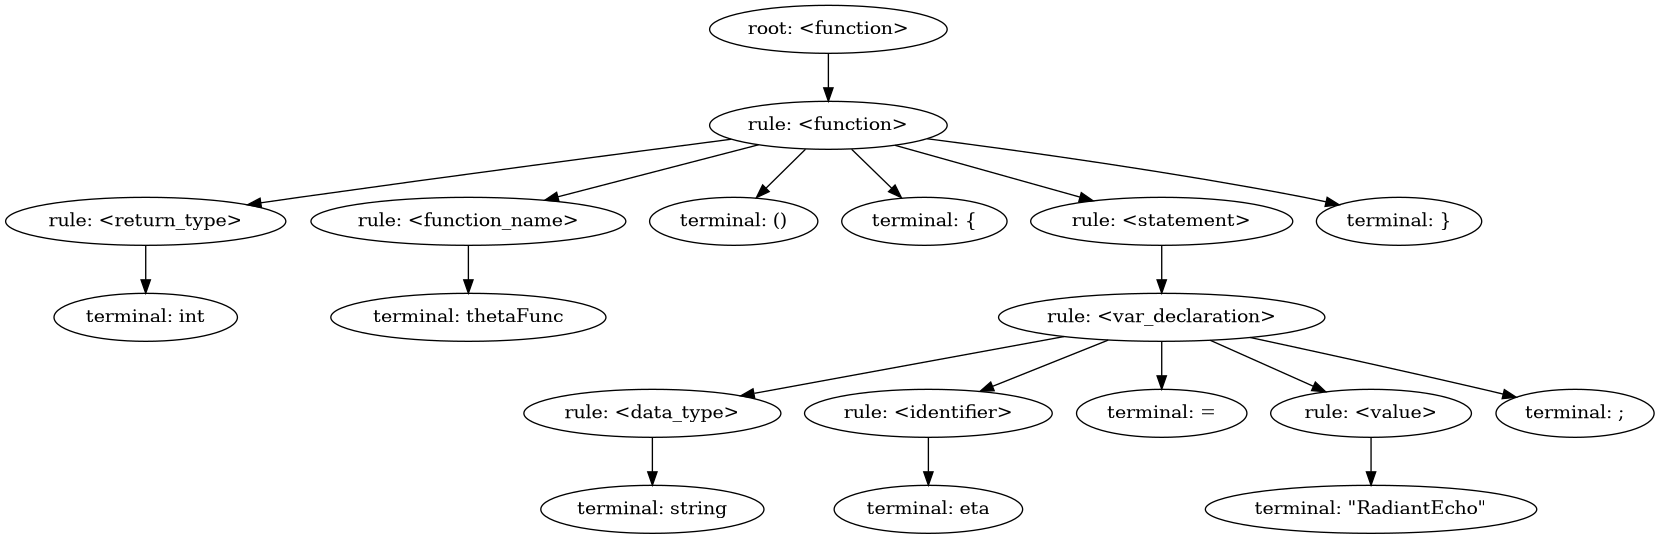 root: <function>
rule: <function>
rule: <return_type>
rule: <function_name>
terminal: ()
terminal: {
rule: <statement>
terminal: }
terminal: int
terminal: thetaFunc
rule: <var_declaration>
rule: <data_type>
rule: <identifier>
terminal: =
rule: <value>
terminal: ;
terminal: string
terminal: eta
terminal: "RadiantEcho"